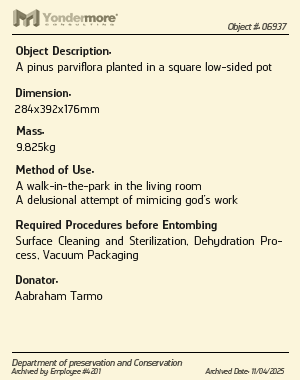 Yondermore®
CONSULTING
Object #: 06937
Object Description:
A pinus parviflora planted in a square low-sided pot
Dimension:
284x392x176mm
Mass:
9.825kg
Method of Use:
A walk-in-the-park in the living room
A delusional attempt of mimicing god's work
Required Procedures before Entombing
Surface Cleaning and Sterilization, Dehydration Pro-
cess, Vacuum Packaging
Donator:
Aabraham Tarmo
Department of preservation and Conservation
Archived by Employee #4201
Archived Date: 11/04/2025